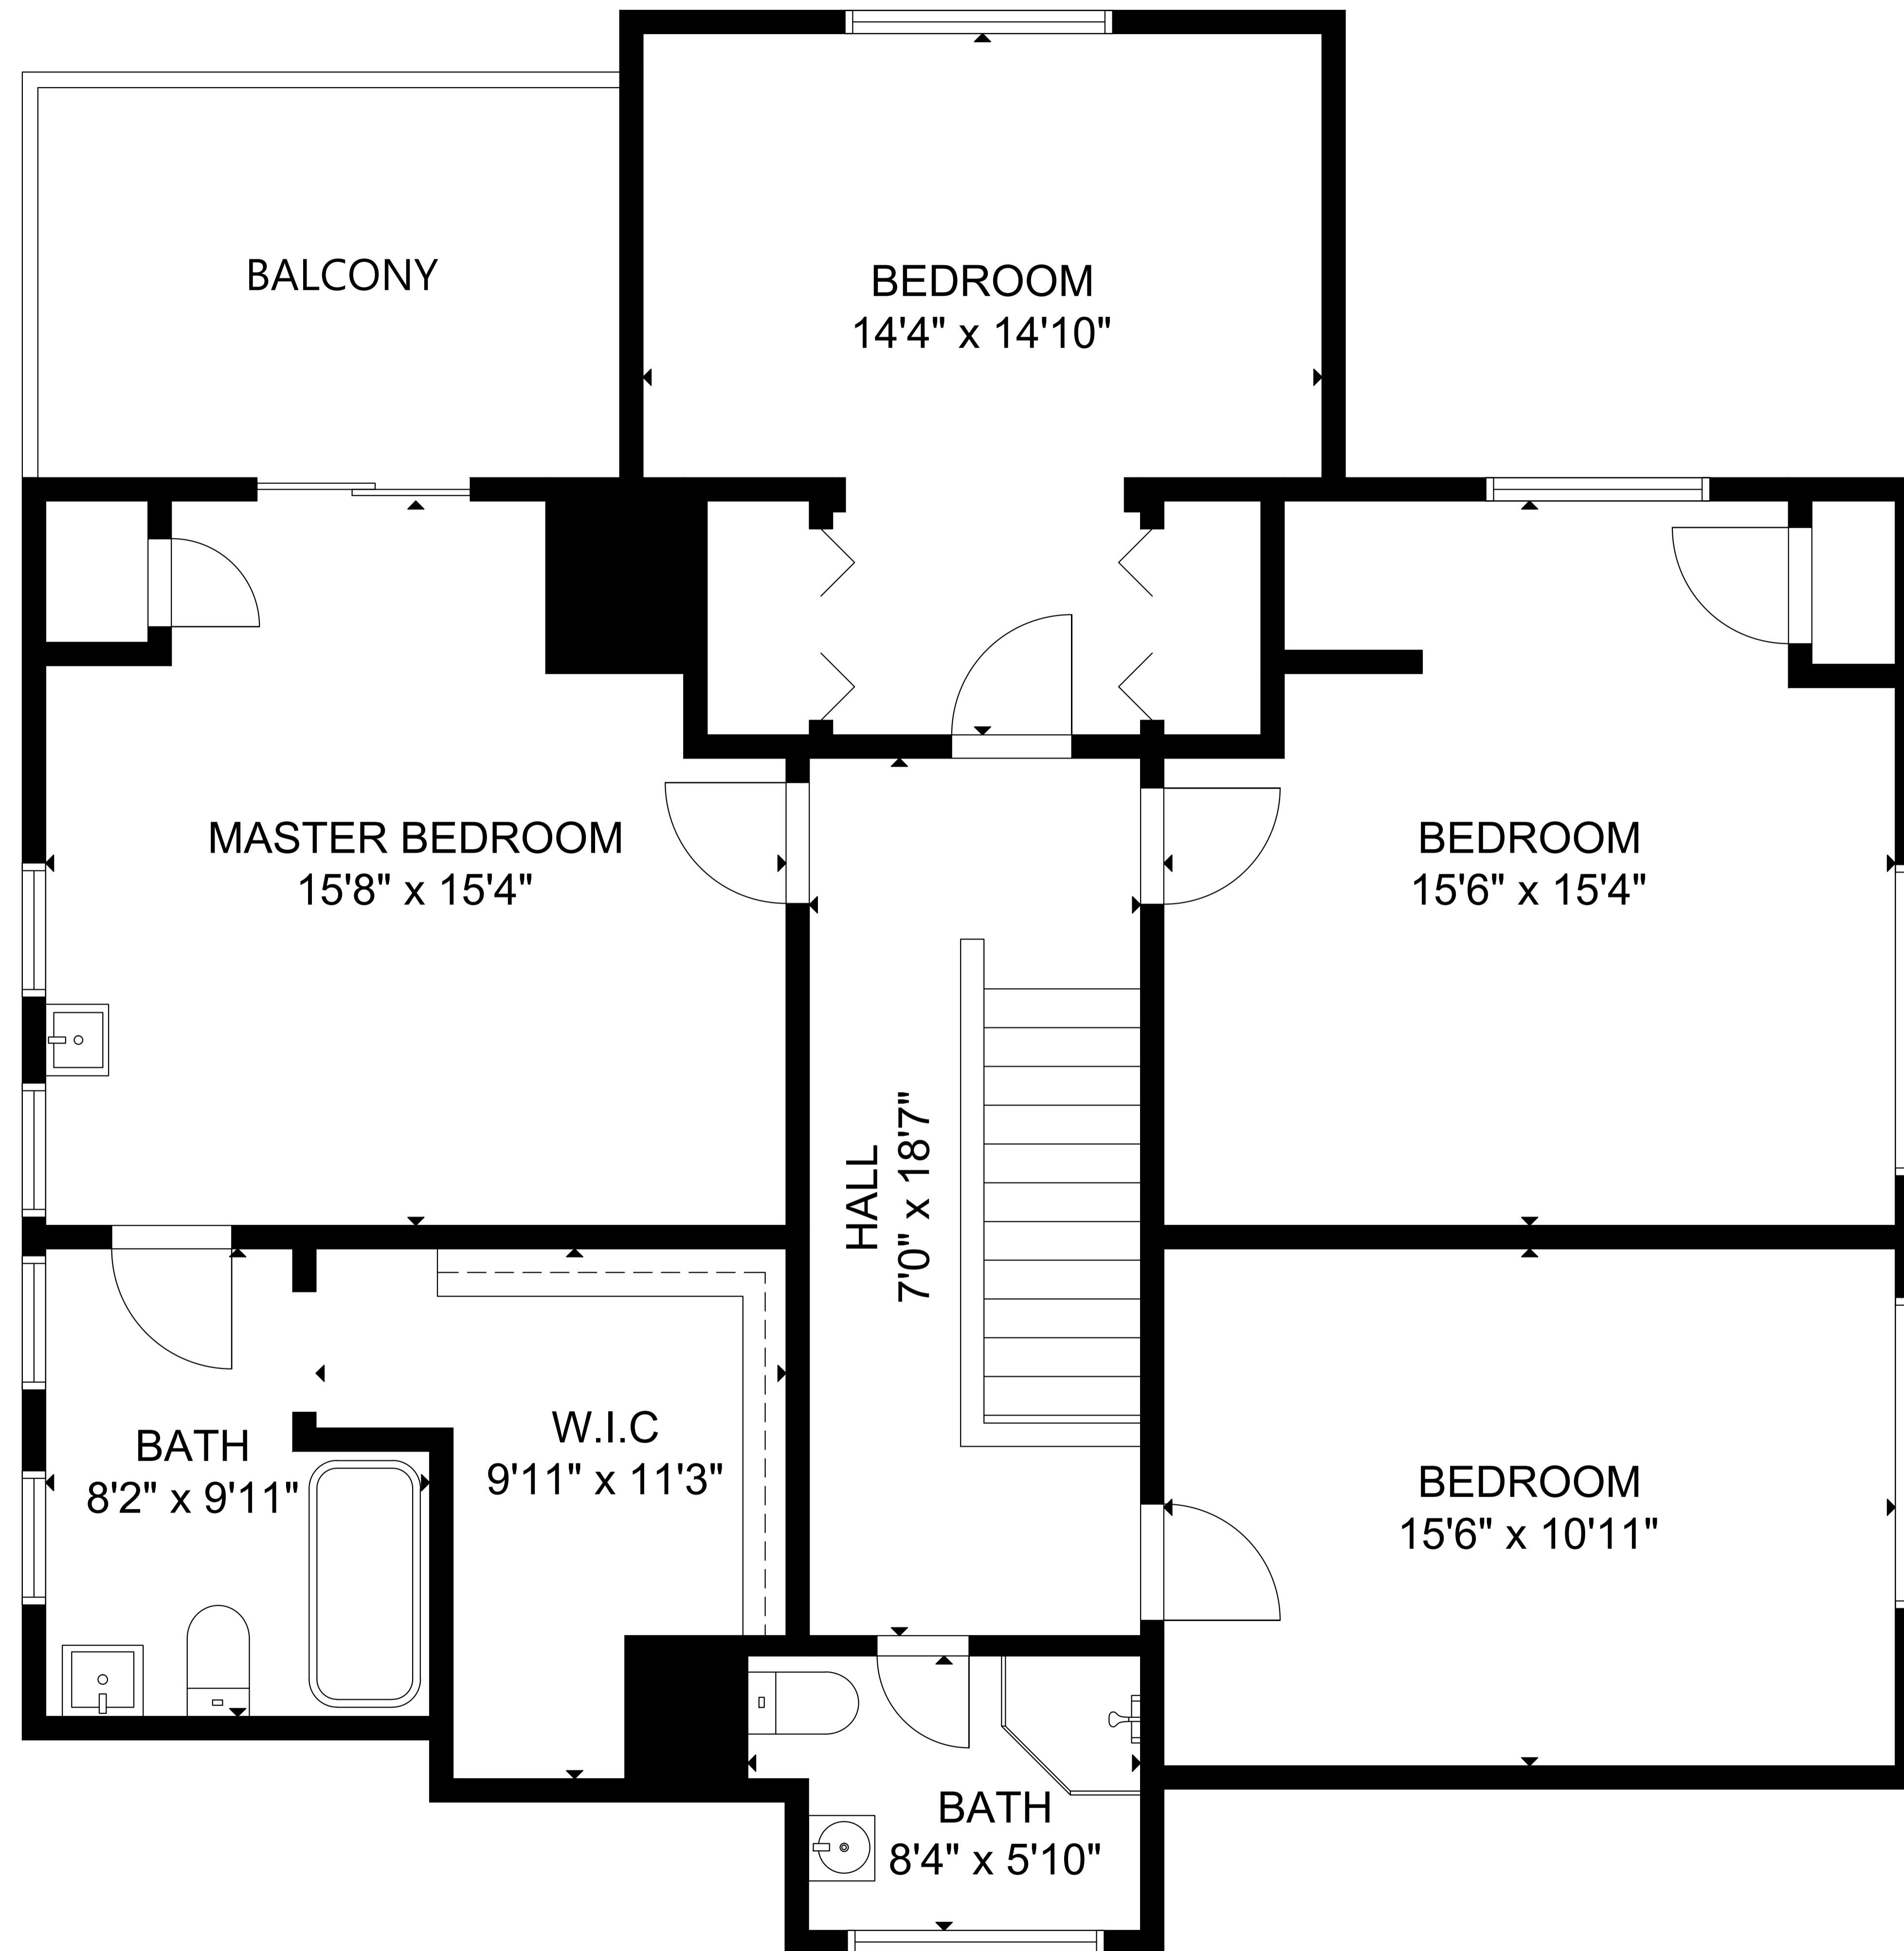 BALCONY
BEDROOM
14'4" x 14'10"
MASTER BEDROOM
15'8" x 15'4"
BEDROOM
15'6" x 15'4"
HALL
7'0" x 18'7"
BATH
8'2" x 9'11"
W.I.C
9'11" x 11'3"
BEDROOM
15'6" x 10'11"
BATH
8'4" x 5'10"